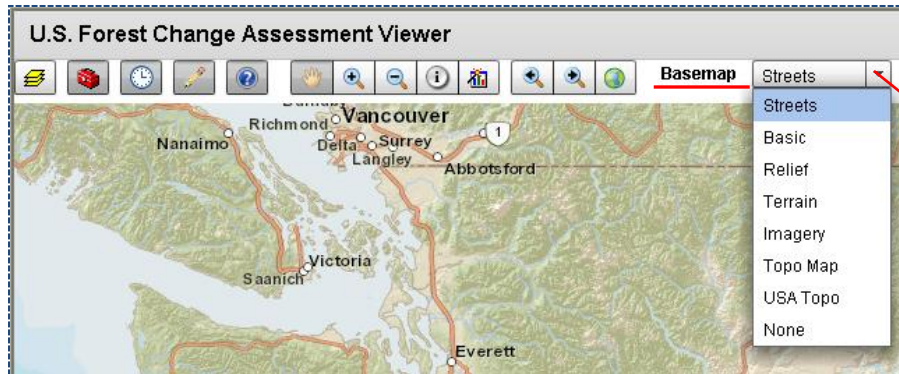 U.S. Forest Change Assessment Viewer
Basemap
Streets
Streets
Basic
Relief
Terrain
Imagery
Topo Map
USA Topo
None
Vancouver
Richmond
1
Nanaimo
Delta
Surrey
Langley
Abbotsford
Victoria
Saanich
Everett